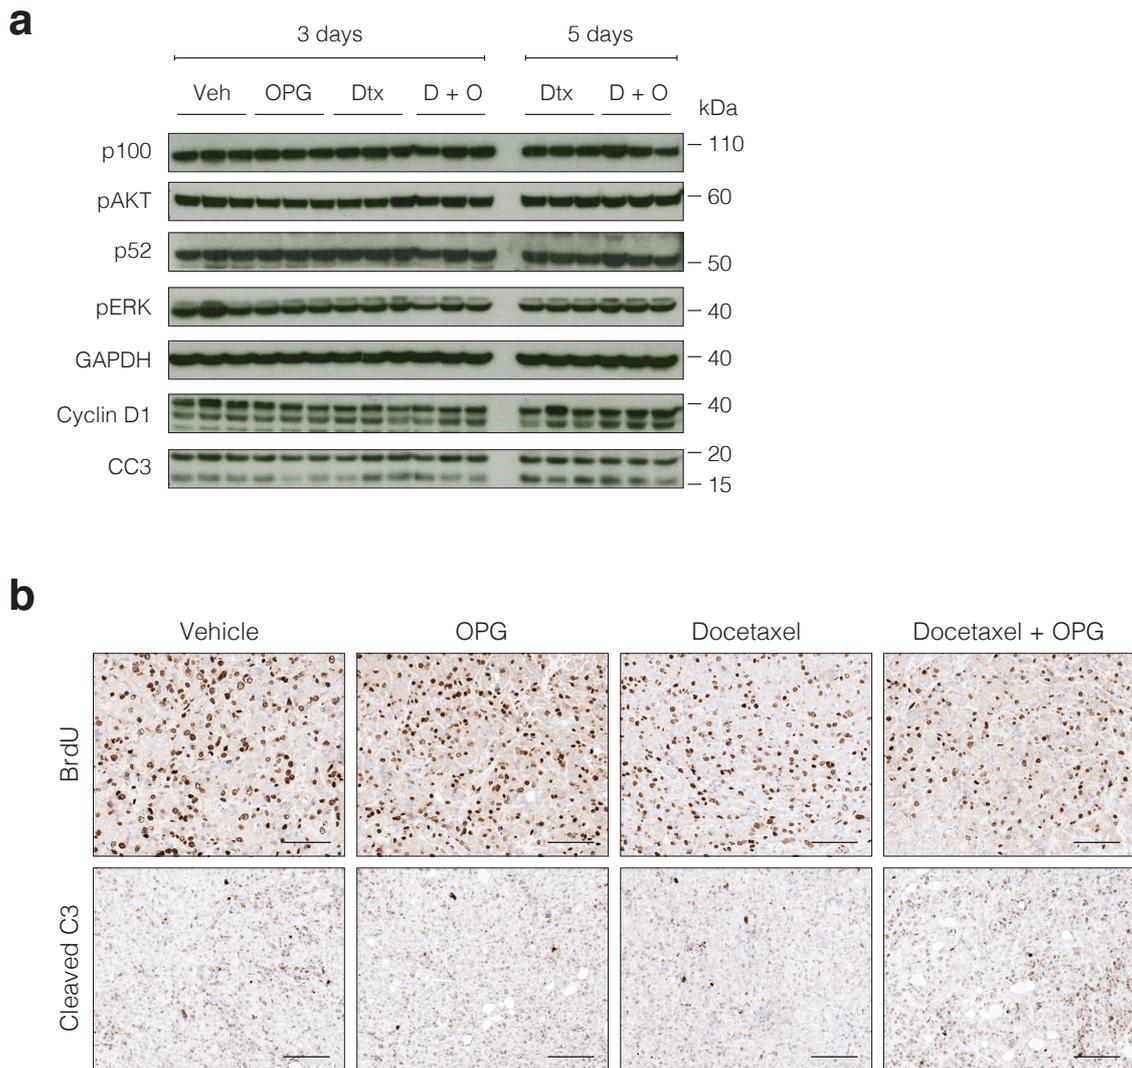 a
3 days 5 days
Veh OPG Dtx D + O Dtx D + O kDa
p100 110
pAKT 60
p52 50
pERK 40
GAPDH 40
Cyclin D1 40
CC3 20
15
b
Vehicle OPG Docetaxel Docetaxel + OPG
BrdU
Cleaved C3